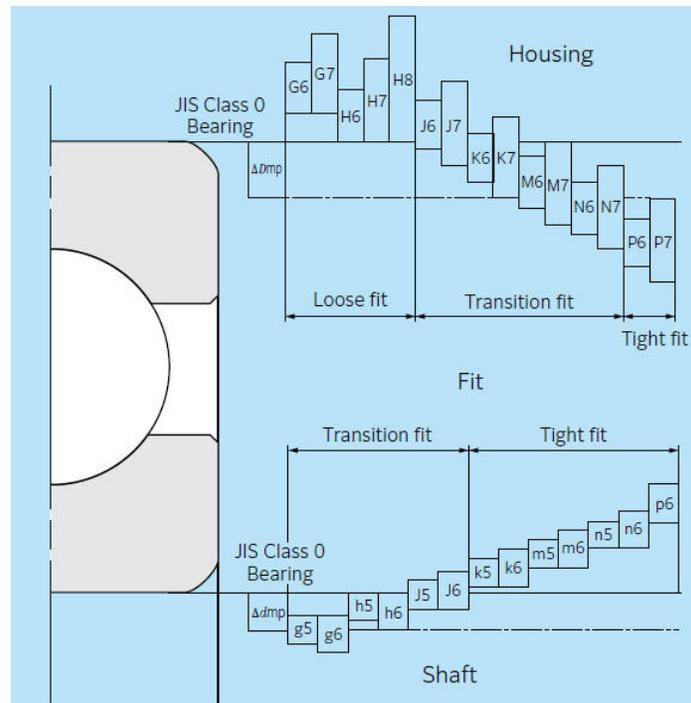 Housing
JIS Class 0
Bearing
ΔDmp
G6
G7
H6
H7
H8
J6
J7
K6
K7
M6
M7
N6
N7
P6
P7
Loose fit
Transition fit
Tight fit
Fit
Transition fit
Tight fit
JIS Class 0
Bearing
Δdmp
g5
g6
h5
h6
J5
J6
k5
k6
m5
m6
n5
n6
p6
Shaft